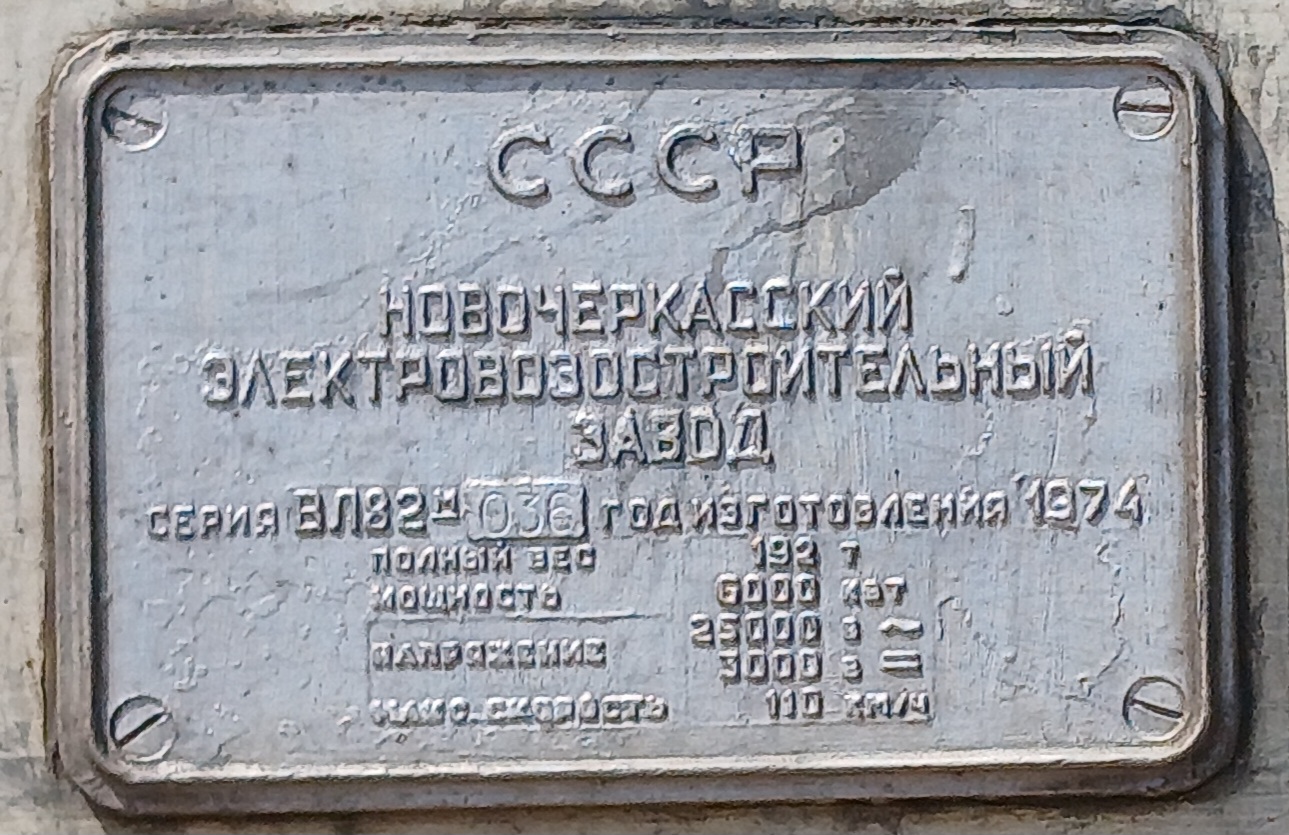 СССР
НОВОЧЕРКАССКИЙ
ЭЛЕКТРОВОЗОСТРОИТЕЛЬНЫЙ
ЗАВОД
СЕРИЯ ВЛ82м 036 ГОД ИЗГОТОВЛЕНИЯ 1974
ПОЛНЫЙ ВЕС 192 т
МОЩНОСТЬ 6000 квт
НАПРЯЖЕНИЕ 25000 в ~
3000 в =
МАКС. СКОРОСТЬ 110 КМ/Ч